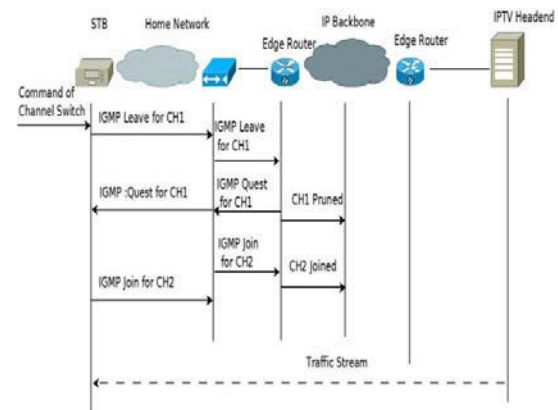 STB
Home Network
Edge Router
IP Backbone
Edge Router
IPTV Headend
Command of
Channel Switch
IGMP Leave for CH1
IGMP Leave
for CH1
IGMP :Quest for CH1
IGMP Quest
for CH1
CH1 Pruned
IGMP Join
for CH2
CH2 Joined
IGMP Join for CH2
Traffic Stream